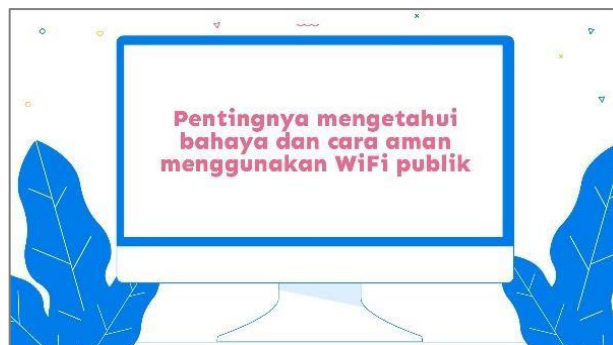 Pentingnya mengetahui
bahaya dan cara aman
menggunakan WiFi publik